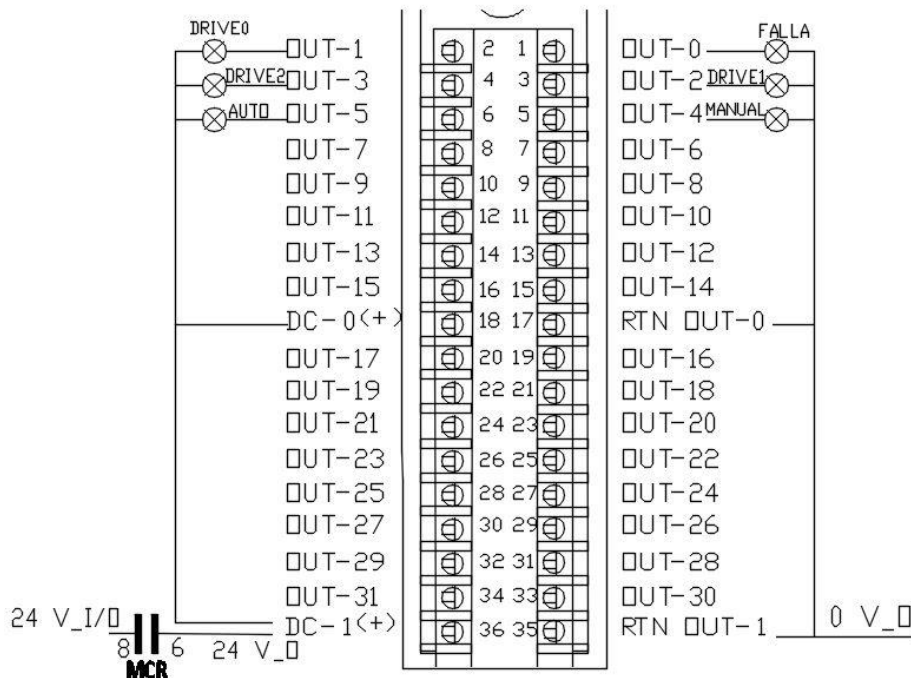 DRIVE0 FALLA
OUT-1 2 1 OUT-0
DRIVE2 OUT-3 4 3 OUT-2 DRIVE1
AUTO OUT-5 6 5 OUT-4 MANUAL
OUT-7 8 7 OUT-6
OUT-9 10 9 OUT-8
OUT-11 12 11 OUT-10
OUT-13 14 13 OUT-12
OUT-15 16 15 OUT-14
DC-0(+) 18 17 RTN OUT-0
OUT-17 20 19 OUT-16
OUT-19 22 21 OUT-18
OUT-21 24 23 OUT-20
OUT-23 26 25 OUT-22
OUT-25 28 27 OUT-24
OUT-27 30 29 OUT-26
OUT-29 32 31 OUT-28
OUT-31 34 33 OUT-30
24 V_I/O DC-1(+) 36 35 RTN OUT-1 0 V_O
8 6 24 V_O
MCR